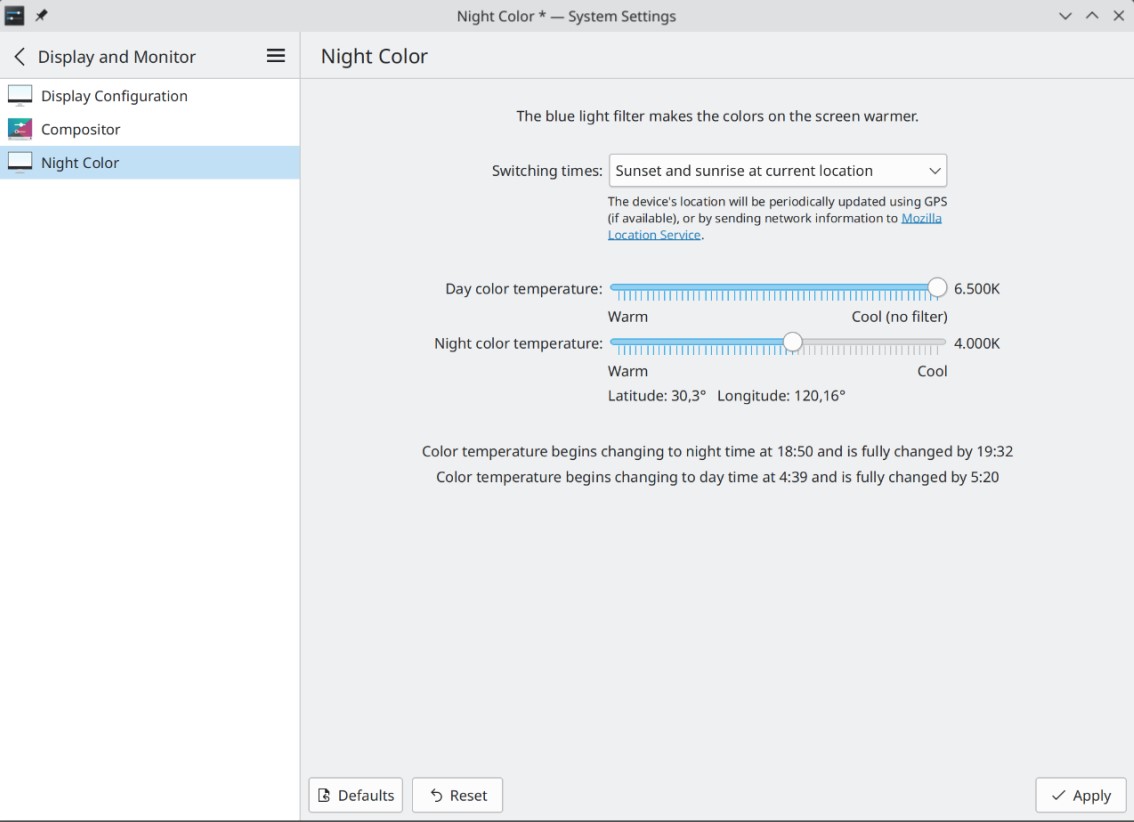 Night Color * — System Settings
Display and Monitor
Night Color
Display Configuration
Compositor
Night Color
The blue light filter makes the colors on the screen warmer.
Switching times: Sunset and sunrise at current location
The device's location will be periodically updated using GPS
(if available), or by sending network information to Mozilla
Location Service.
Day color temperature: 6.500K
Warm Cool (no filter)
Night color temperature: 4.000K
Warm Cool
Latitude: 30,3° Longitude: 120,16°
Color temperature begins changing to night time at 18:50 and is fully changed by 19:32
Color temperature begins changing to day time at 4:39 and is fully changed by 5:20
Defaults Reset Apply